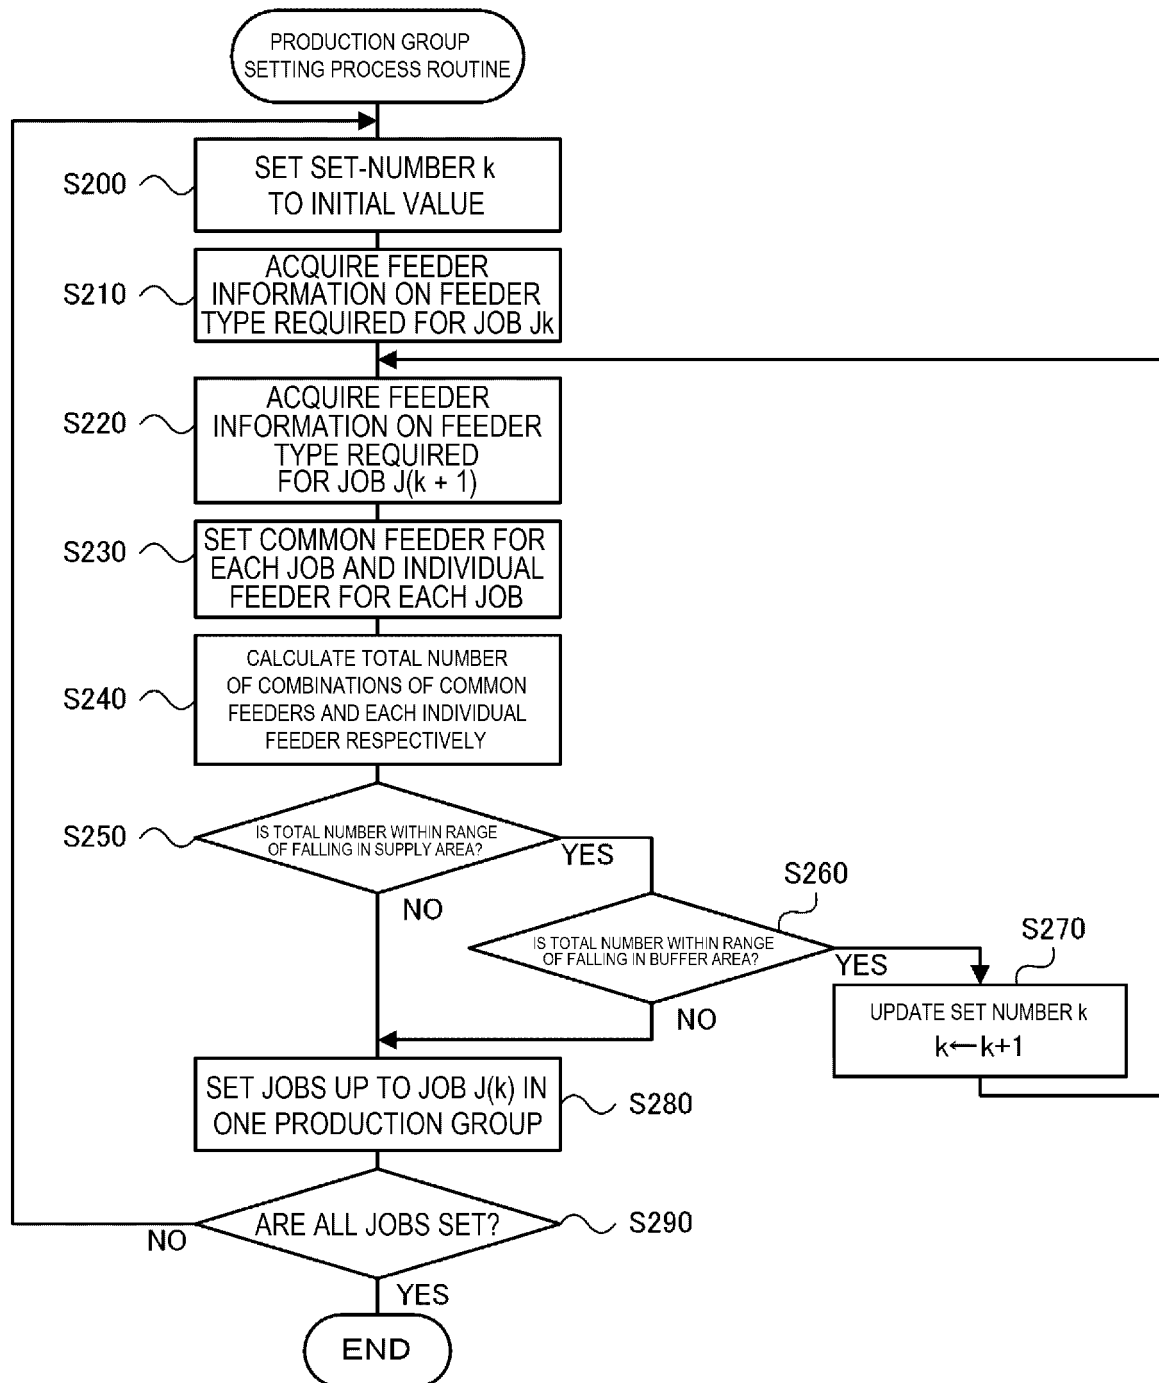 PRODUCTION GROUP
SETTING PROCESS ROUTINE
S200
SET SET-NUMBER k
TO INITIAL VALUE
S210
ACQUIRE FEEDER
INFORMATION ON FEEDER
TYPE REQUIRED FOR JOB Jk
S220
ACQUIRE FEEDER
INFORMATION ON FEEDER
TYPE REQUIRED
FOR JOB J(k + 1)
S230
SET COMMON FEEDER FOR
EACH JOB AND INDIVIDUAL
FEEDER FOR EACH JOB
S240
CALCULATE TOTAL NUMBER
OF COMBINATIONS OF COMMON
FEEDERS AND EACH INDIVIDUAL
FEEDER RESPECTIVELY
S250
IS TOTAL NUMBER WITHIN RANGE
OF FALLING IN SUPPLY AREA?
YES
NO
S260
IS TOTAL NUMBER WITHIN RANGE
OF FALLING IN BUFFER AREA?
YES
NO
S270
UPDATE SET NUMBER k
k←k+1
SET JOBS UP TO JOB J(k) IN
ONE PRODUCTION GROUP
S280
ARE ALL JOBS SET?
S290
NO
YES
END